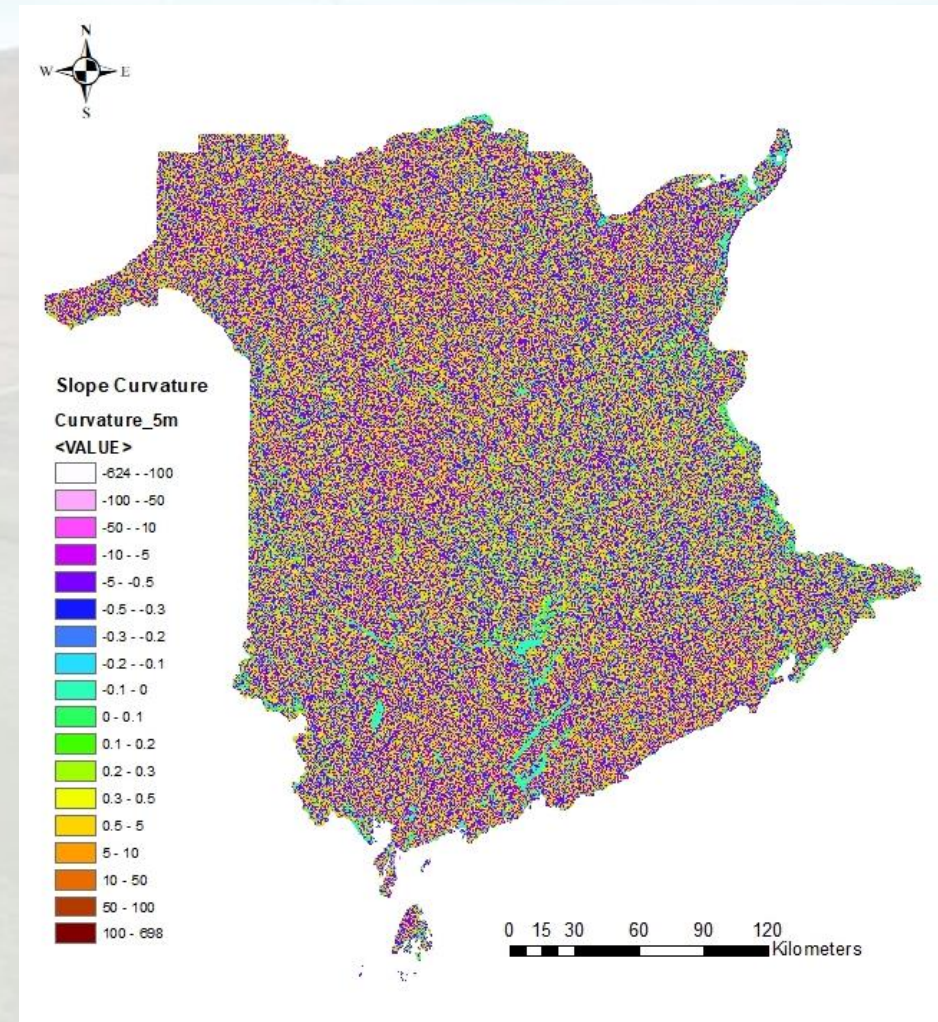 N
W E
S
Slope Curvature
Curvature_5m
<VALUE>
-624 - -100
-100 - -50
-50 - -10
-10 - -5
-5 - -0.5
-0.5 - -0.3
-0.3 - -0.2
-0.2 - -0.1
-0.1 - 0
0 - 0.1
0.1 - 0.2
0.2 - 0.3
0.3 - 0.5
0.5 - 5
5 - 10
10 - 50
50 - 100
100 - 698
0 15 30 60 90 120
Kilometers